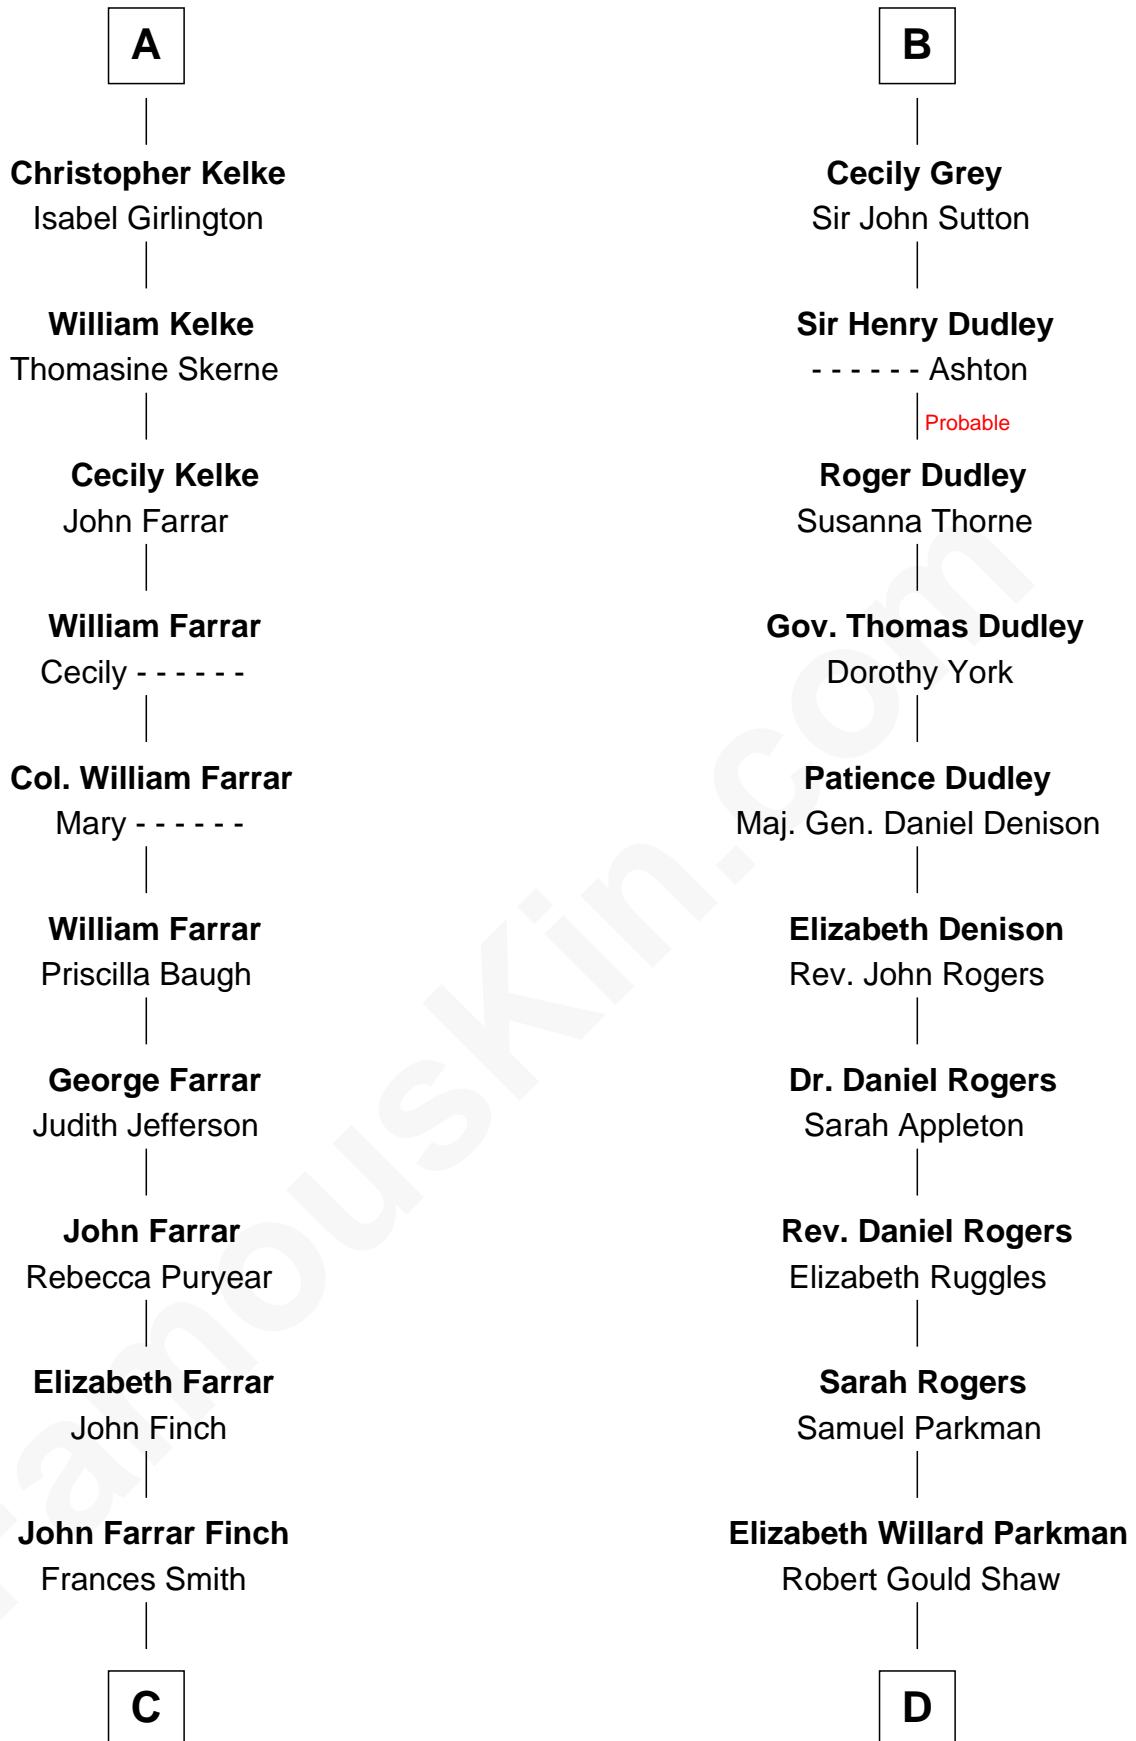 A
Christopher Kelke
Isabel Girlington
William Kelke
Thomasine Skerne
Cecily Kelke
John Farrar
William Farrar
Cecily - - - - - -
Col. William Farrar
Mary - - - - - -
William Farrar
Priscilla Baugh
George Farrar
Judith Jefferson
John Farrar
Rebecca Puryear
Elizabeth Farrar
John Finch
John Farrar Finch
Frances Smith
C
B
Cecily Grey
Sir John Sutton
Sir Henry Dudley
- - - - - - Ashton
Probable
Roger Dudley
Susanna Thorne
Gov. Thomas Dudley
Dorothy York
Patience Dudley
Maj. Gen. Daniel Denison
Elizabeth Denison
Rev. John Rogers
Dr. Daniel Rogers
Sarah Appleton
Rev. Daniel Rogers
Elizabeth Ruggles
Sarah Rogers
Samuel Parkman
Elizabeth Willard Parkman
Robert Gould Shaw
D
FamousKin.com